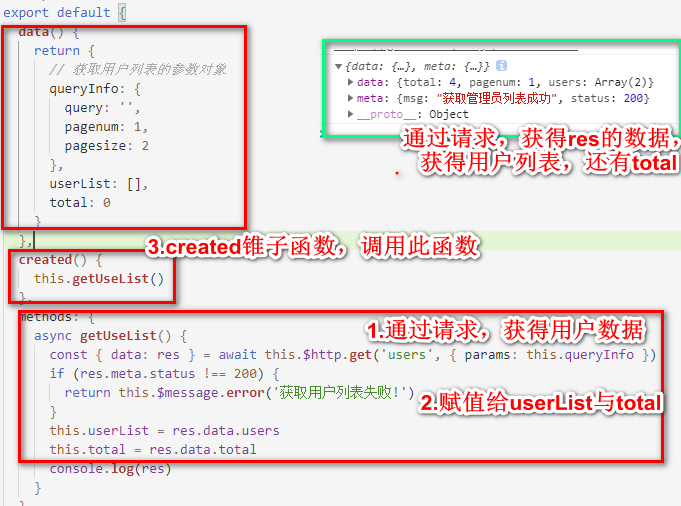 export default {
data() {
return {
// 获取用户列表的参数对象
queryInfo: {
query: '',
pagenum: 1,
pagesize: 2
},
userList: [],
total: 0
}
},
{data: {…}, meta: {…}} i
data: {total: 4, pagenum: 1, users: Array(2)}
meta: {msg: "获取管理员列表成功", status: 200}
__proto__: Object
通过请求，获得res的数据，
获得用户列表，还有total
3.created锥子函数，调用此函数
created() {
this.getUseList()
},
methods: {
1.通过请求，获得用户数据
async getUseList() {
const { data: res } = await this.$http.get('users', { params: this.queryInfo })
if (res.meta.status !== 200) {
return this.$message.error('获取用户列表失败!')
}
2.赋值给userList与total
this.userList = res.data.users
this.total = res.data.total
console.log(res)
}